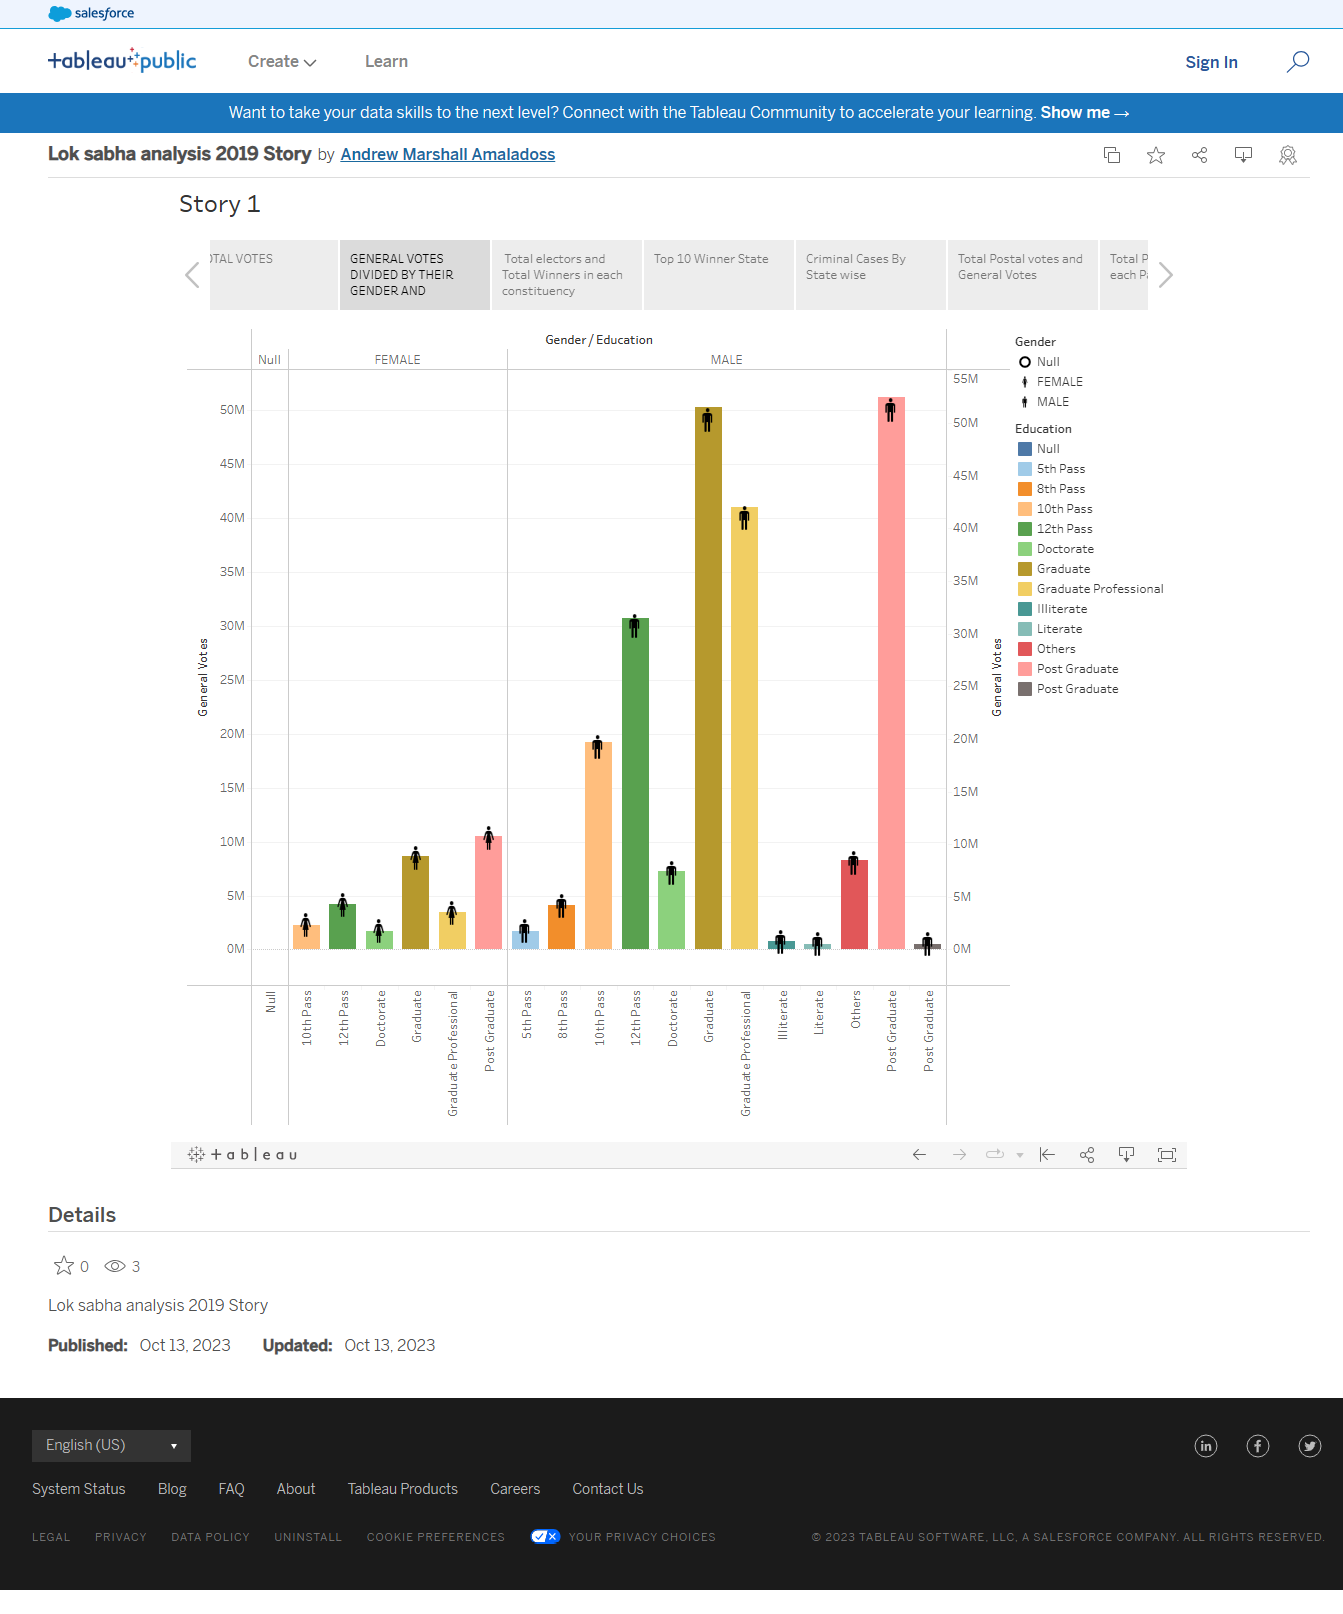 salesforce
tableau public
Create
Learn
Sign In
Want to take your data skills to the next level? Connect with the Tableau Community to accelerate your learning. Show me →
Lok sabha analysis 2019 Story by Andrew Marshall Amaladoss
Story 1
OTAL VOTES
GENERAL VOTES
DIVIDED BY THEIR
GENDER AND
Total electors and
Total Winners in each
constituency
Top 10 Winner State
Criminal Cases By
State wise
Total Postal votes and
General Votes
Total P
each Pa
Gender / Education
Null
FEMALE
MALE
50M
45M
40M
35M
30M
25M
20M
15M
10M
5M
0M
General Votes
55M
50M
45M
40M
35M
30M
25M
20M
15M
10M
5M
0M
General Votes
Null
10th Pass
12th Pass
Doctorate
Graduate
Graduate Professional
Post Graduate
5th Pass
8th Pass
10th Pass
12th Pass
Doctorate
Graduate
Graduate Professional
Illiterate
Literate
Others
Post Graduate
Post Graduate
Gender
Null
FEMALE
MALE
Education
Null
5th Pass
8th Pass
10th Pass
12th Pass
Doctorate
Graduate
Graduate Professional
Illiterate
Literate
Others
Post Graduate
Post Graduate
tableau
Details
0
3
Lok sabha analysis 2019 Story
Published: Oct 13, 2023 Updated: Oct 13, 2023
English (US)
System Status Blog FAQ About Tableau Products Careers Contact Us
LEGAL PRIVACY DATA POLICY UNINSTALL COOKIE PREFERENCES YOUR PRIVACY CHOICES
© 2023 TABLEAU SOFTWARE, LLC, A SALESFORCE COMPANY. ALL RIGHTS RESERVED.